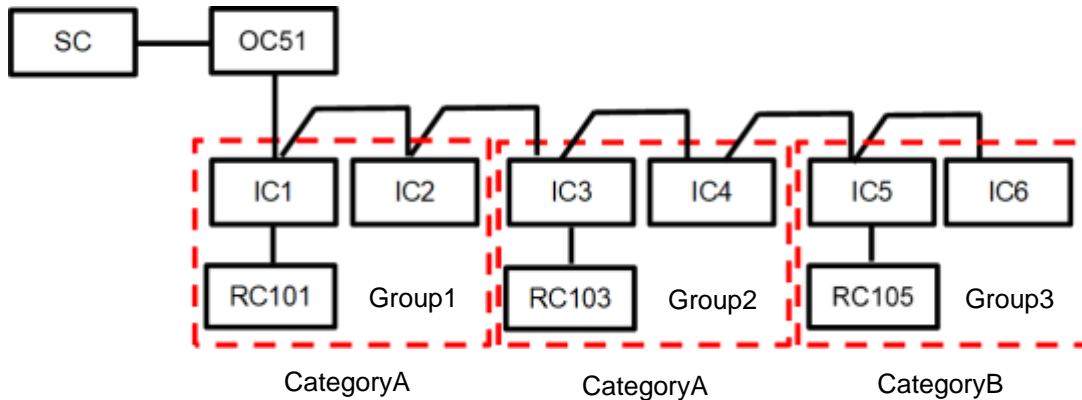 SC
OC51
IC1
IC2
IC3
IC4
IC5
IC6
RC101
Group1
RC103
Group2
RC105
Group3
CategoryA
CategoryA
CategoryB